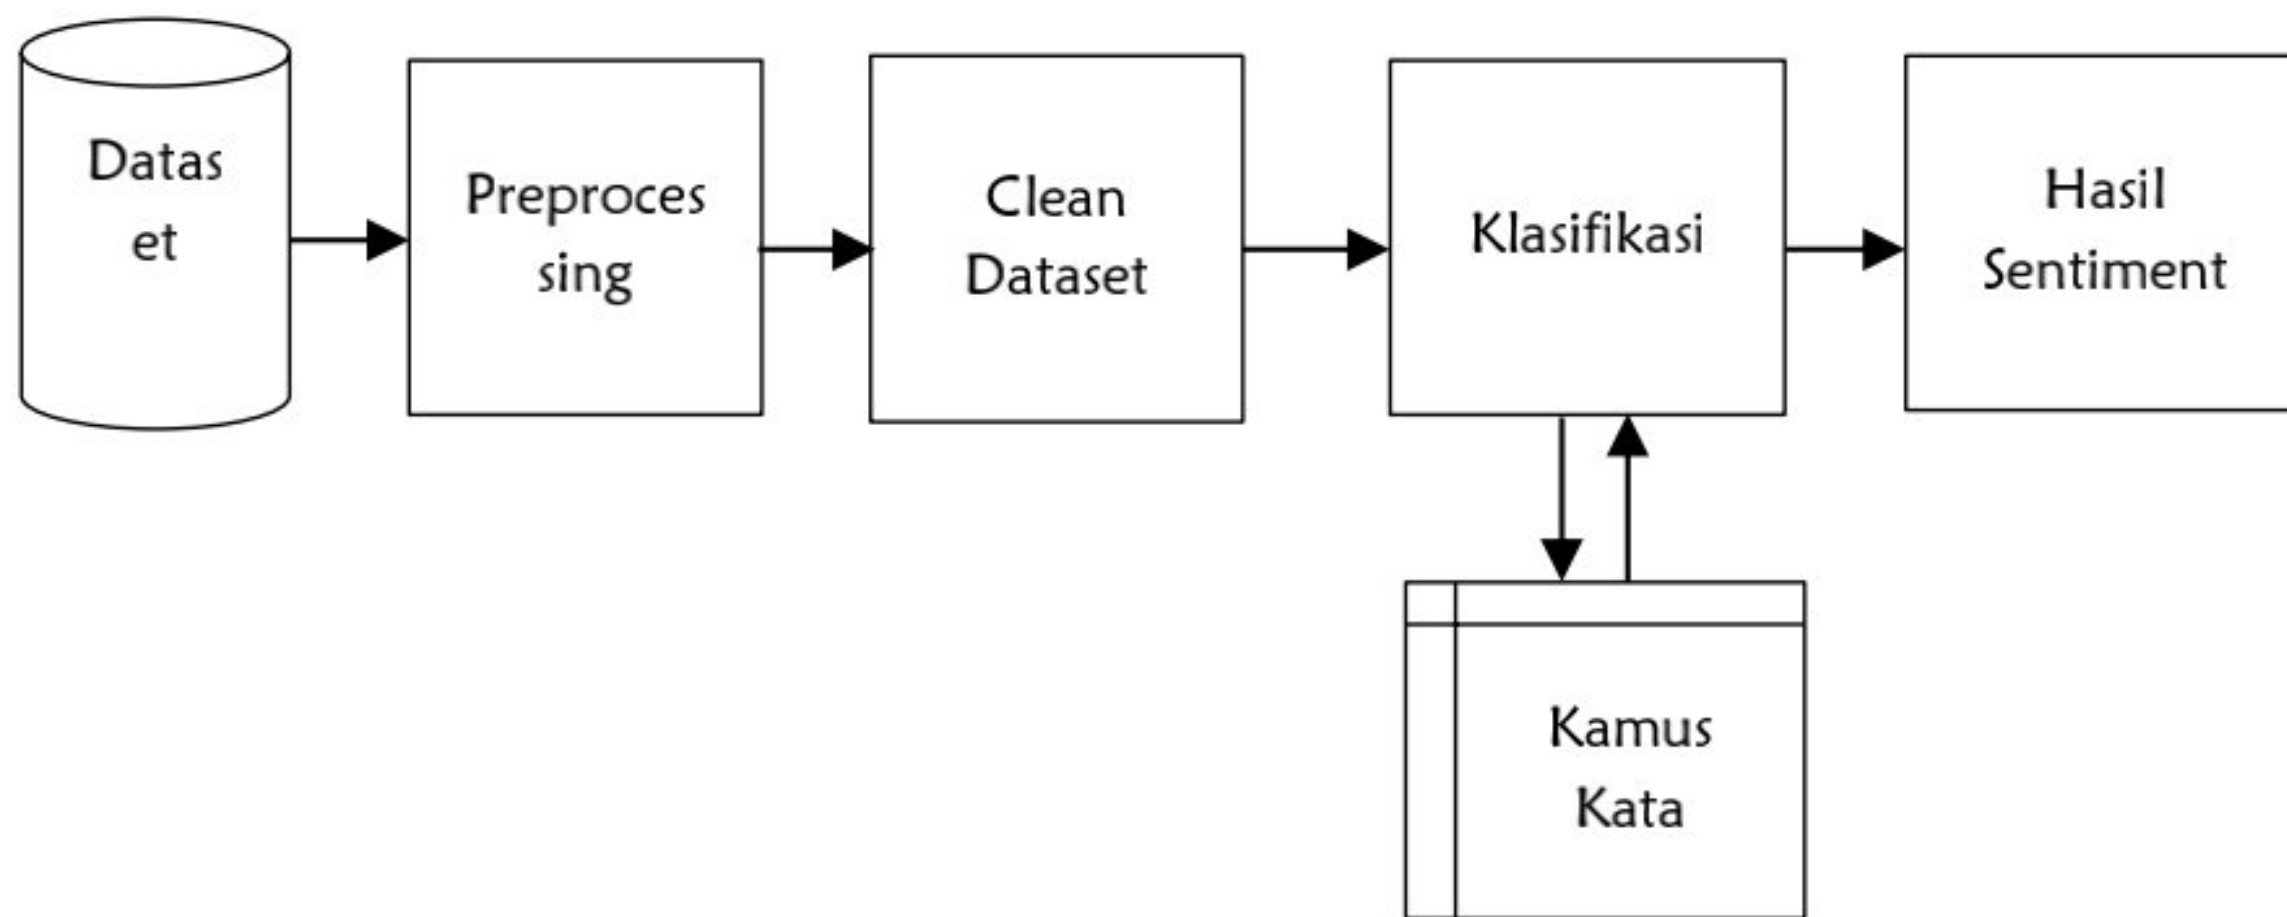 Datas
et
Preproces
sing
Clean
Dataset
Klasifikasi
Hasil
Sentiment
Kamus
Kata